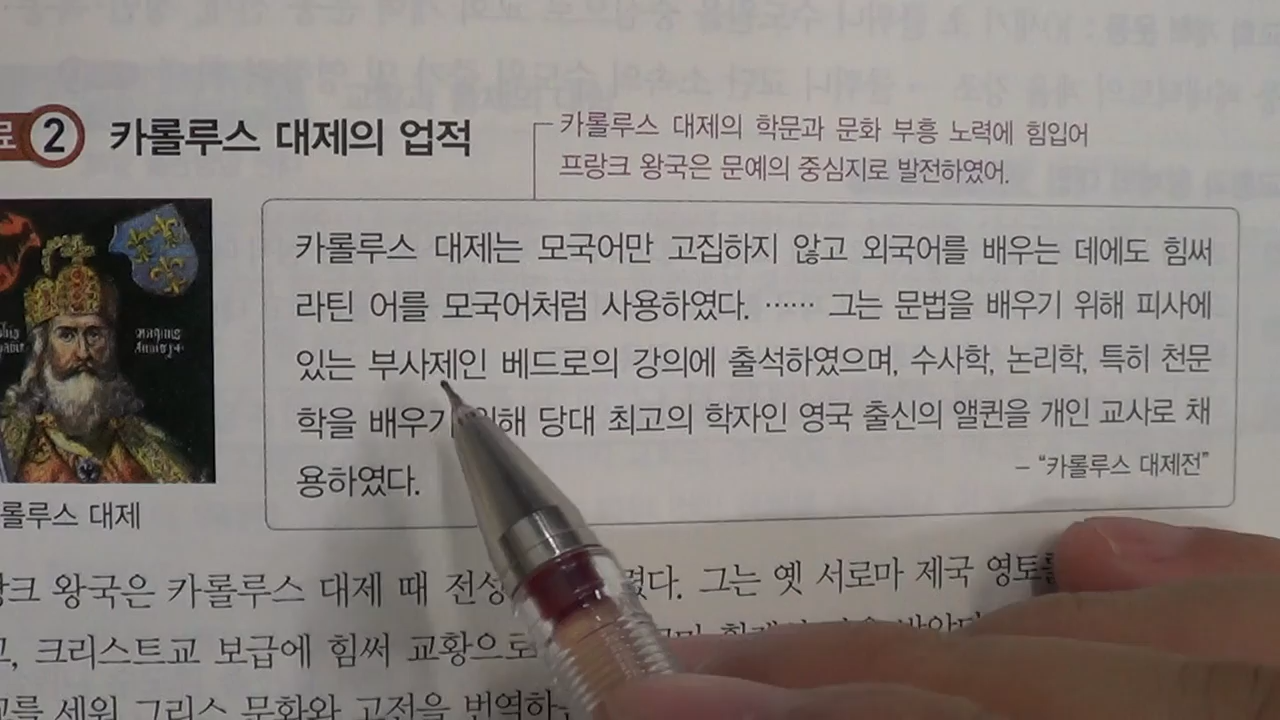 2 카롤루스 대제의 업적
카롤루스 대제의 학문과 문화 부흥 노력에 힘입어
프랑크 왕국은 문예의 중심지로 발전하였어.
카롤루스 대제는 모국어만 고집하지 않고 외국어를 배우는 데에도 힘써
라틴 어를 모국어처럼 사용하였다. …… 그는 문법을 배우기 위해 피사에
있는 부사제인 베드로의 강의에 출석하였으며, 수사학, 논리학, 특히 천문
학을 배우기 위해 당대 최고의 학자인 영국 출신의 앨퀸을 개인 교사로 채
용하였다.
– “카롤루스 대제전”
롤루스 대제
왕국은 카롤루스 대제 때 그는 옛 서로마 제국
크리스트교 보급에 힘써 교황으로
세워 그리스 문화와 고전을